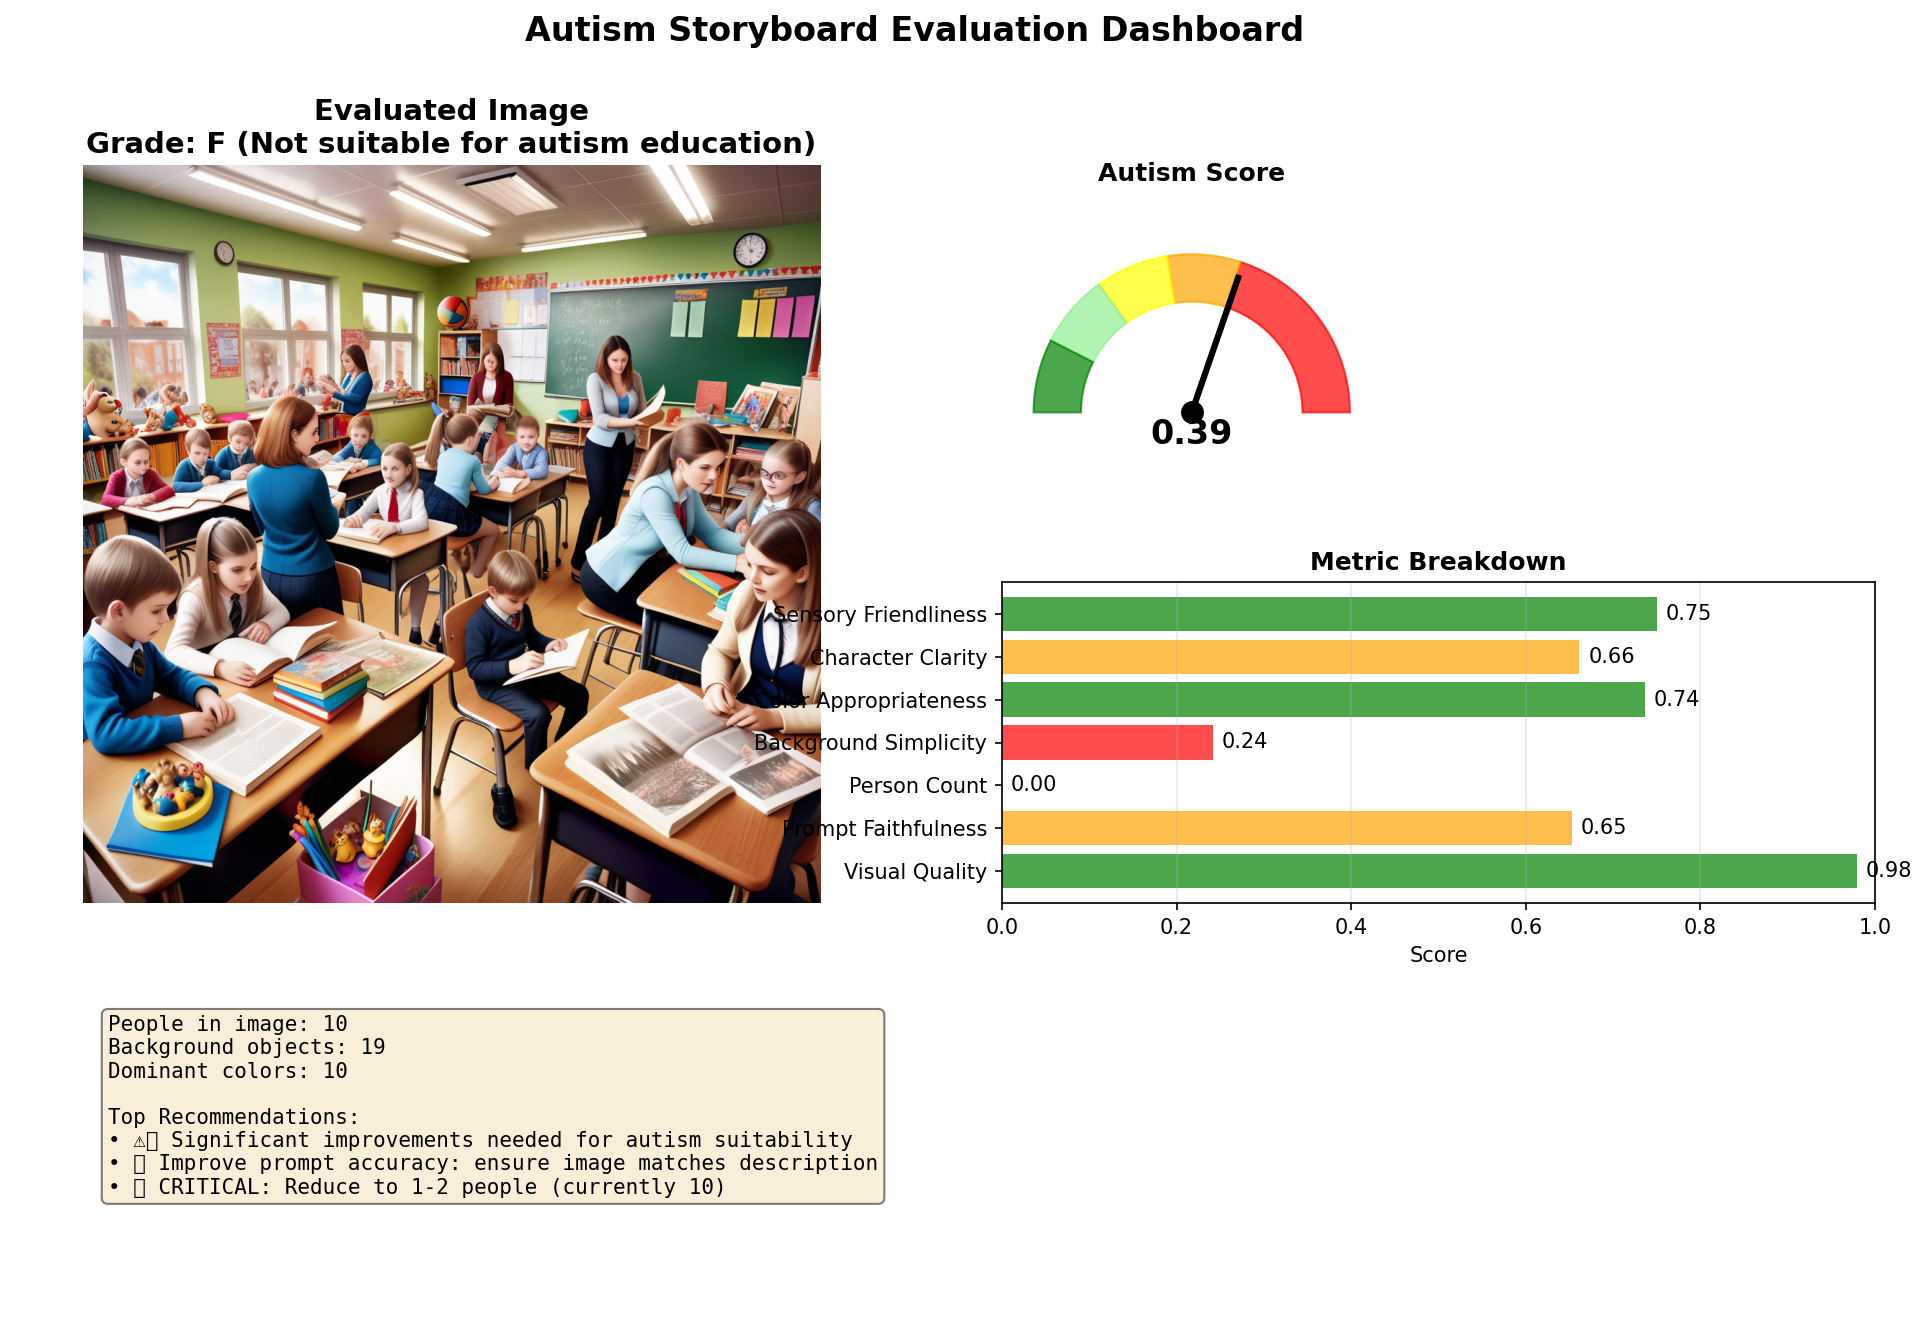 Autism Storyboard Evaluation Dashboard
Evaluated Image
Grade: F (Not suitable for autism education)
Autism Score
0.39
Metric Breakdown
Sensory Friendliness 0.75
Character Clarity 0.66
Color Appropriateness 0.74
Background Simplicity 0.24
Person Count 0.00
Prompt Faithfulness 0.65
Visual Quality 0.98
0.0 0.2 0.4 0.6 0.8 1.0
Score
People in image: 10
Background objects: 19
Dominant colors: 10
Top Recommendations:
• ⚠▯ Significant improvements needed for autism suitability
• ▯ Improve prompt accuracy: ensure image matches description
• ▯ CRITICAL: Reduce to 1-2 people (currently 10)